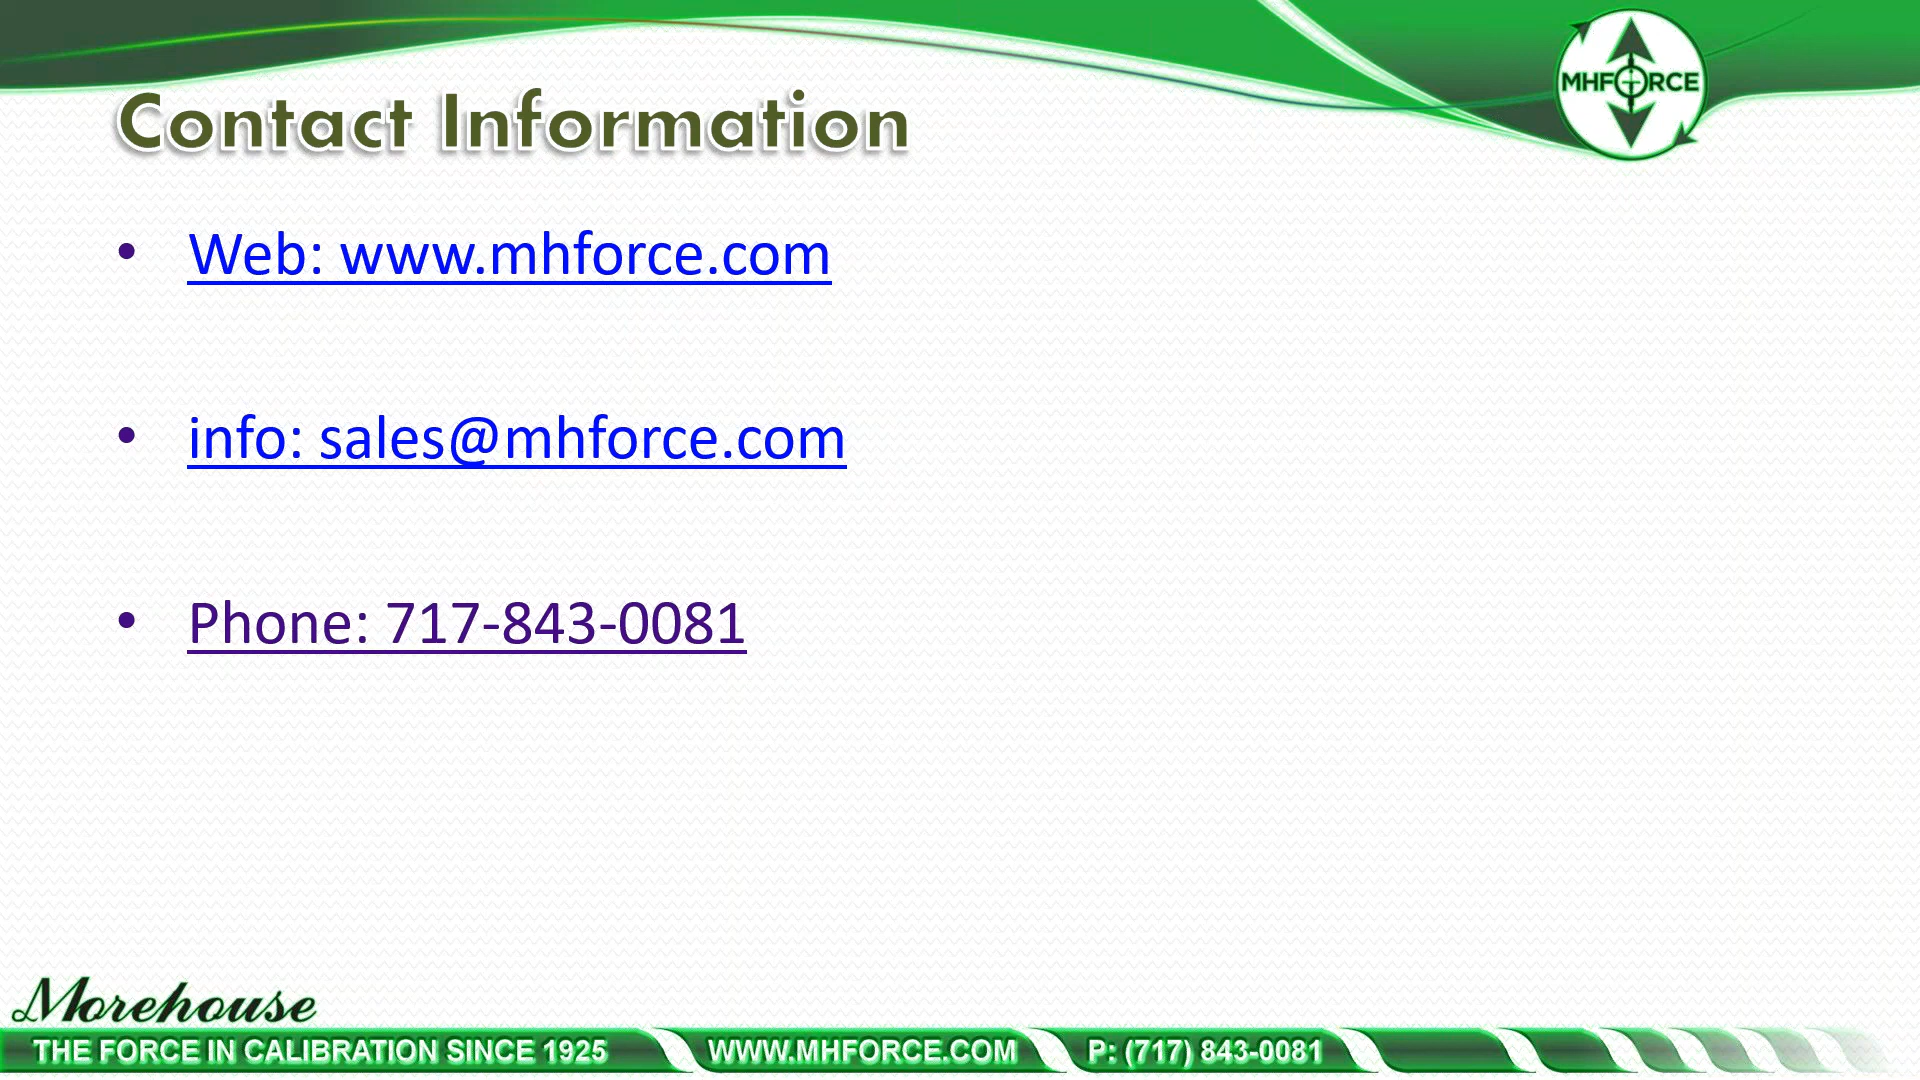 MHFORCE
Contact Information
• Web: www.mhforce.com
• info: sales@mhforce.com
• Phone: 717-843-0081
Morehouse
THE FORCE IN CALIBRATION SINCE 1925 WWW.MHFORCE.COM P: (717) 843-0081